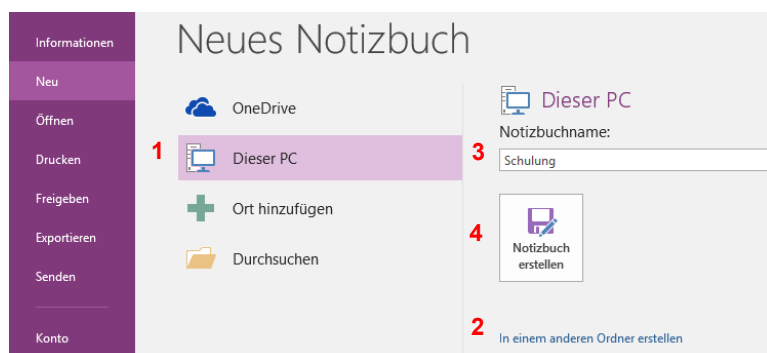 Informationen
Neu
Öffnen
Drucken
Freigeben
Exportieren
Senden
Konto
Neues Notizbuch
OneDrive
1 Dieser PC
Ort hinzufügen
Durchsuchen
Dieser PC
Notizbuchname:
3 Schulung
4 Notizbuch
erstellen
2 In einem anderen Ordner erstellen